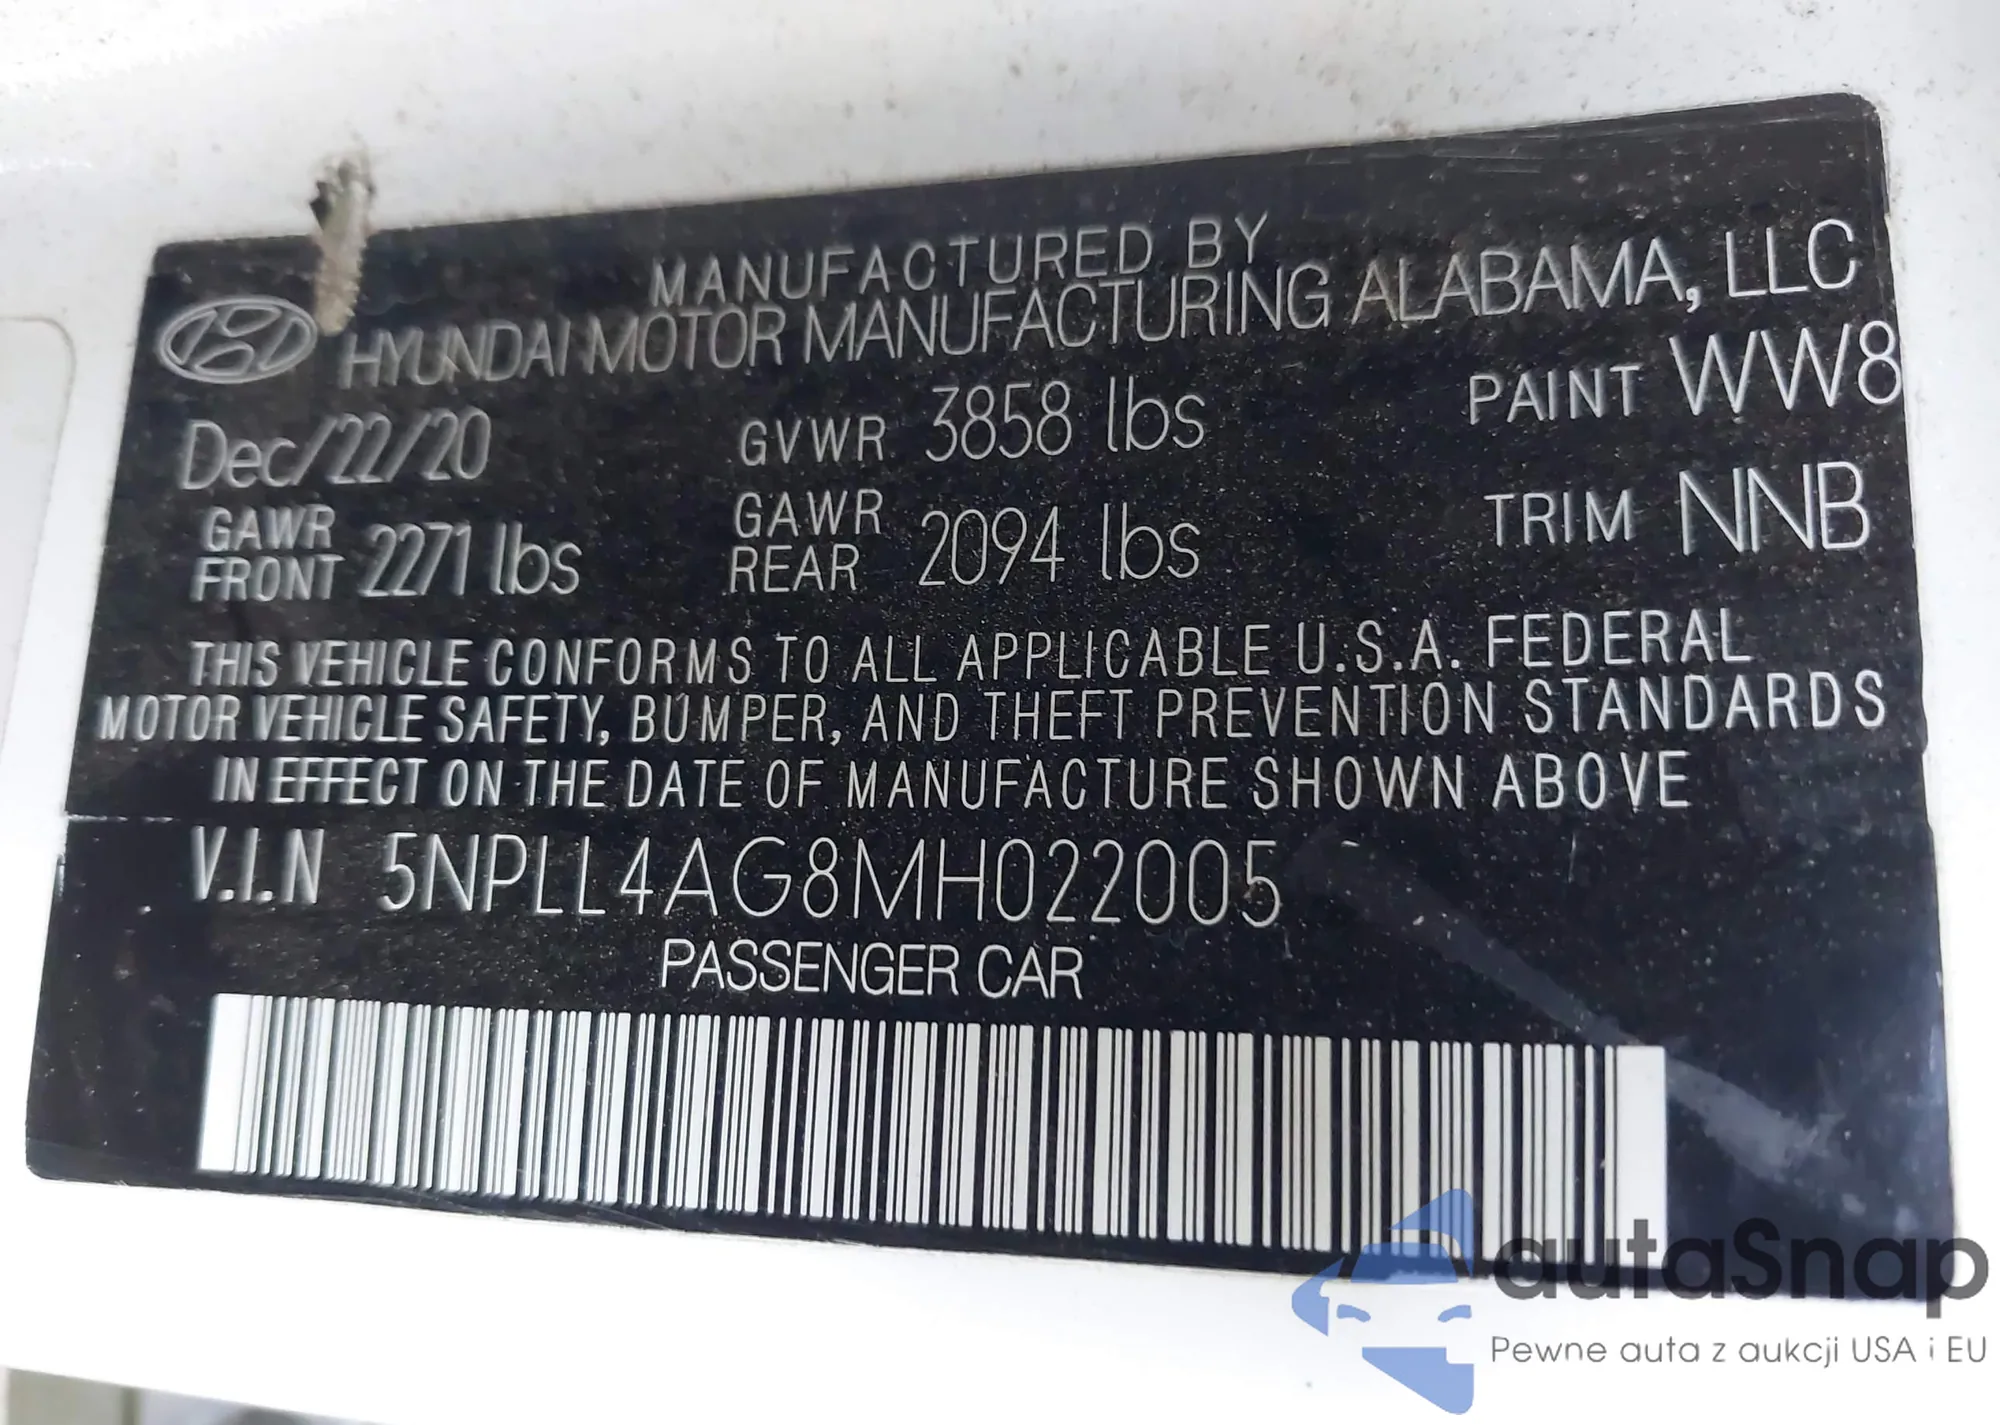 MANUFACTURED BY
HYUNDAI MOTOR MANUFACTURING ALABAMA, LLC
Dec/22/20 GVWR 3858 lbs PAINT WW8
GAWR FRONT 2271 lbs GAWR REAR 2094 lbs TRIM NNB
THIS VEHICLE CONFORMS TO ALL APPLICABLE U.S.A. FEDERAL
MOTOR VEHICLE SAFETY, BUMPER, AND THEFT PREVENTION STANDARDS
IN EFFECT ON THE DATE OF MANUFACTURE SHOWN ABOVE
V.I.N 5NPLL4AG8MH022005
PASSENGER CAR
autaSnap
Pewne auta z aukcji USA i EU